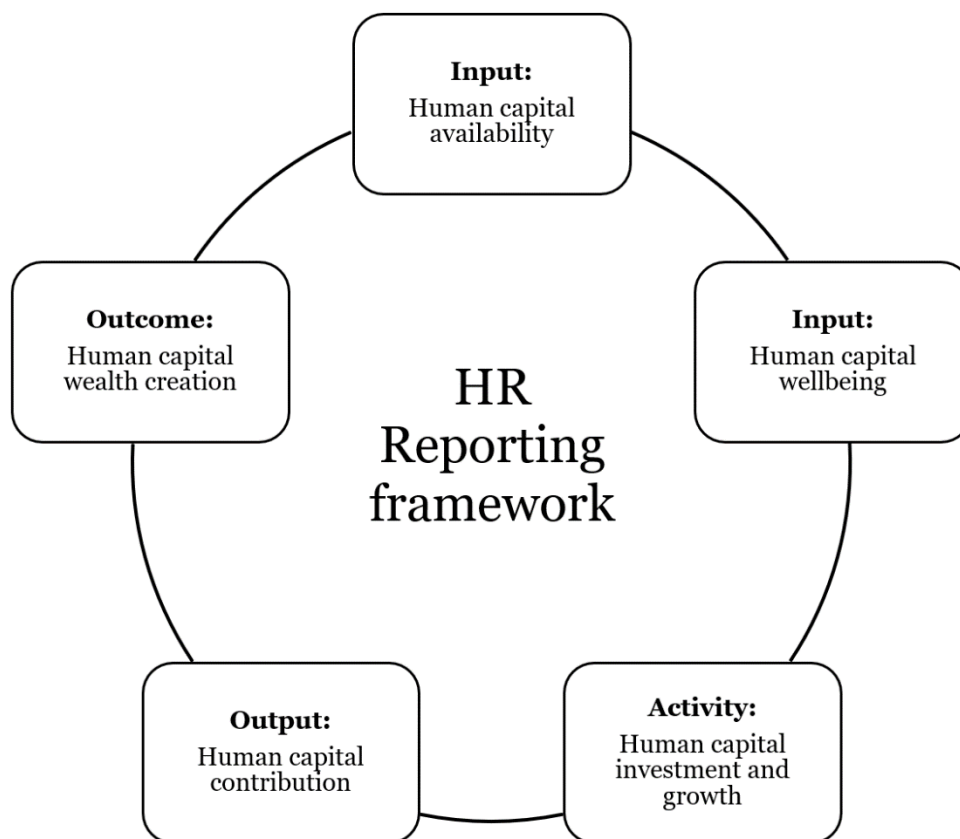 Input:
Human capital
availability
Input:
Human capital
wellbeing
Activity:
Human capital
investment and
growth
Output:
Human capital
contribution
Outcome:
Human capital
wealth creation
HR
Reporting
framework